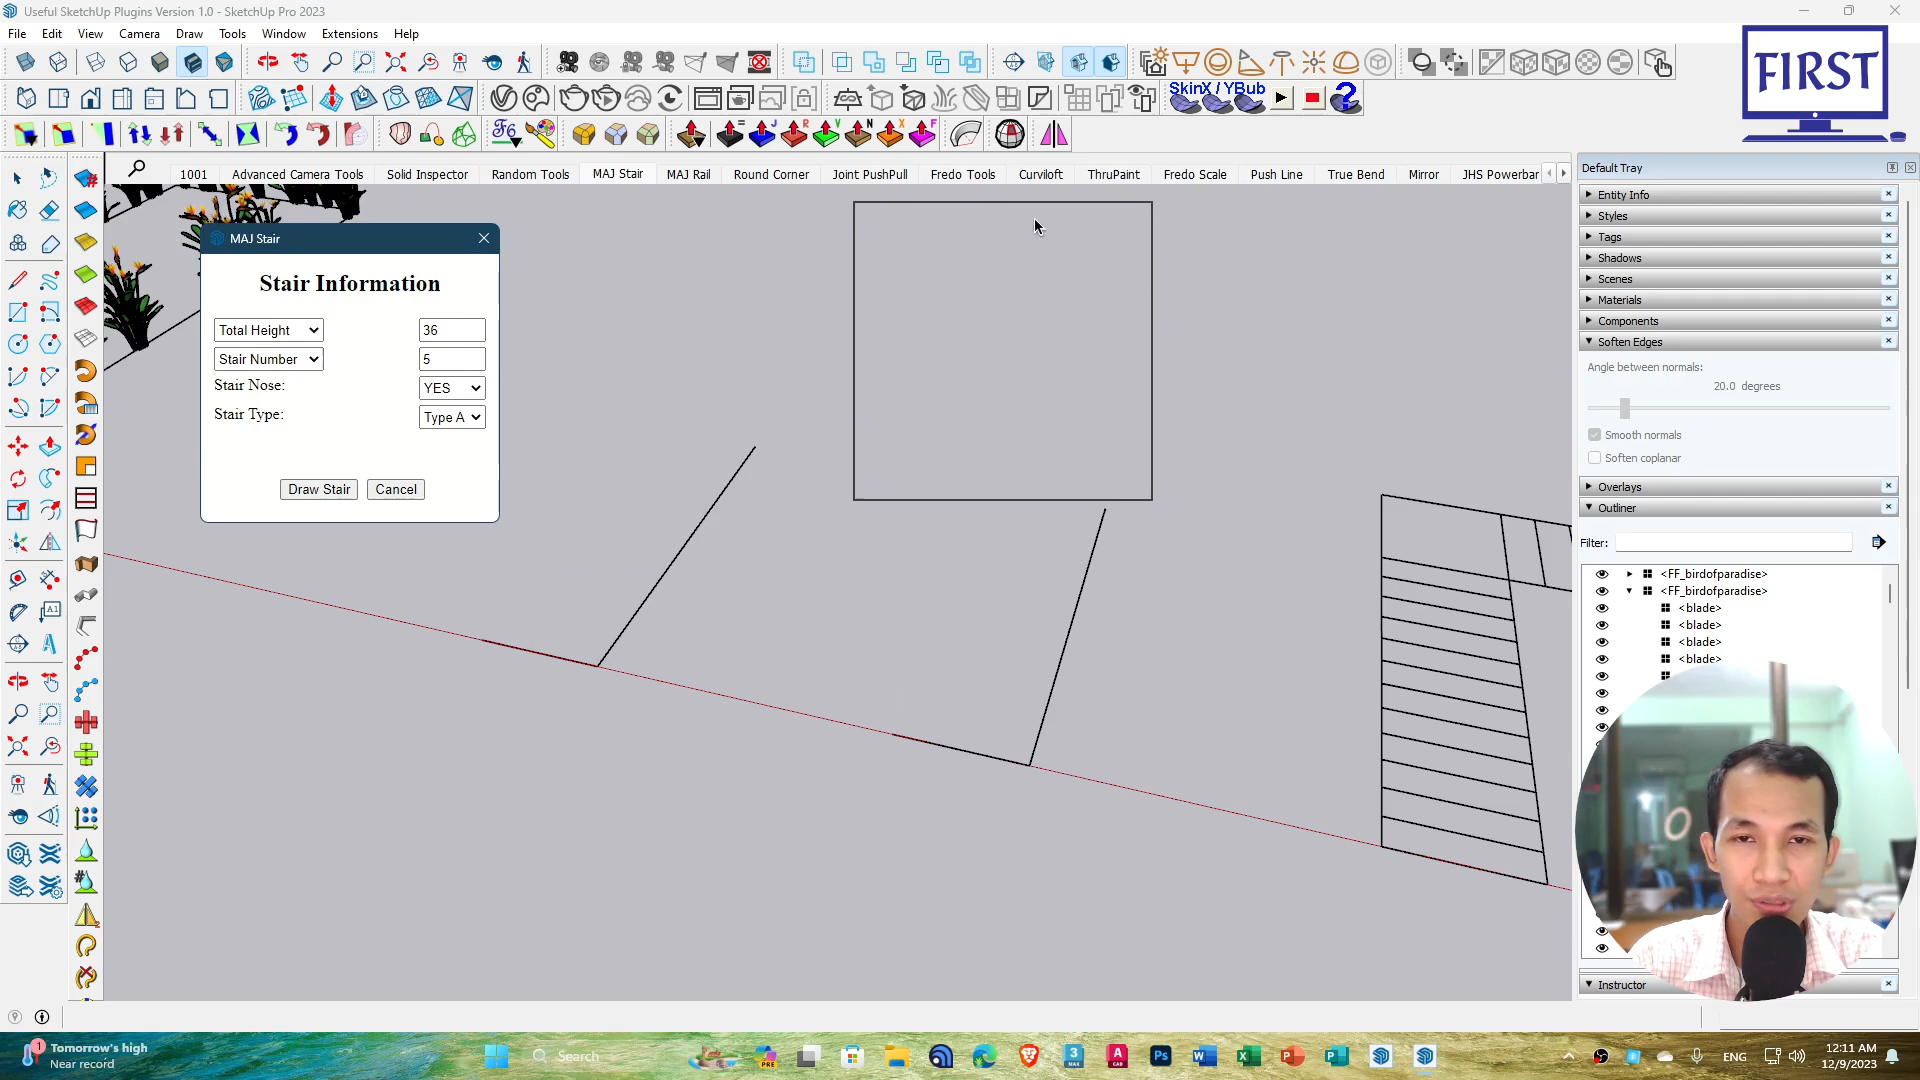 Useful SketchUp Plugins Version 1.0 - SketchUp Pro 2023
File Edit View Camera Draw Tools Window Extensions Help
FIRST
SkinX / YBub
1001 Advanced Camera Tools Solid Inspector Random Tools MAJ Stair MAJ Rail Round Corner Joint PushPull Fredo Tools Curviloft ThruPaint Fredo Scale Push Line True Bend Mirror JHS Powerbar
MAJ Stair
Stair Information
Total Height 36
Stair Number 5
Stair Nose: YES
Stair Type: Type A
Draw Stair Cancel
Default Tray
Entity Info
Styles
Tags
Shadows
Scenes
Materials
Components
Soften Edges
Angle between normals:
20.0 degrees
Smooth normals
Soften coplanar
Overlays
Outliner
Filter:
<FF_birdofparadise>
<FF_birdofparadise>
<blade>
<blade>
<blade>
<blade>
Instructor
1
Tomorrow's high
Near record
Search
ENG
12:11 AM
12/9/2023